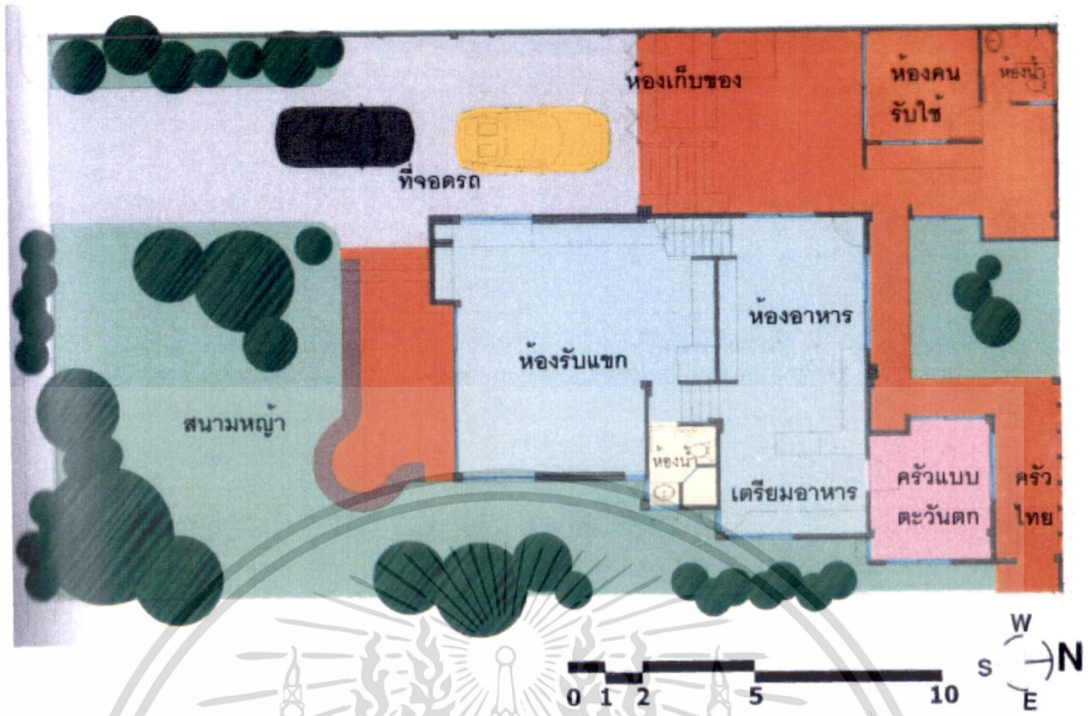 ห้องเก็บของ
ห้องคน
รับใช้
ห้องน้ำ
ที่จอดรถ
ห้องอาหาร
ห้องรับแขก
สนามหญ้า
ห้องน้ำ
เตรียมอาหาร
ครัวแบบ
ตะวันตก
ครัว
ไทย
W
S N
E
0 1 2 5 10